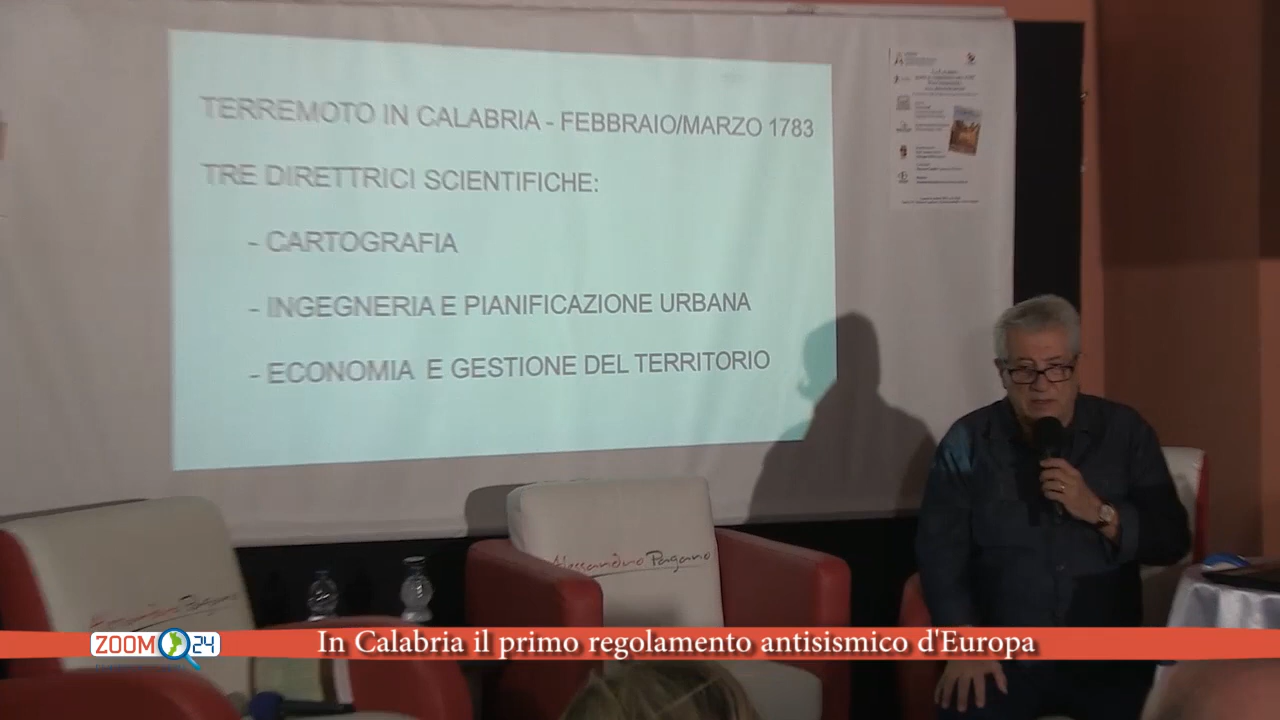 TERREMOTO IN CALABRIA - FEBBRAIO/MARZO 1783
TRE DIRETTRICI SCIENTIFICHE:
- CARTOGRAFIA
- INGEGNERIA E PIANIFICAZIONE URBANA
- ECONOMIA E GESTIONE DEL TERRITORIO
Alessandro Pagano
Pagano
ZOOM 24
In Calabria il primo regolamento antisismico d'Europa